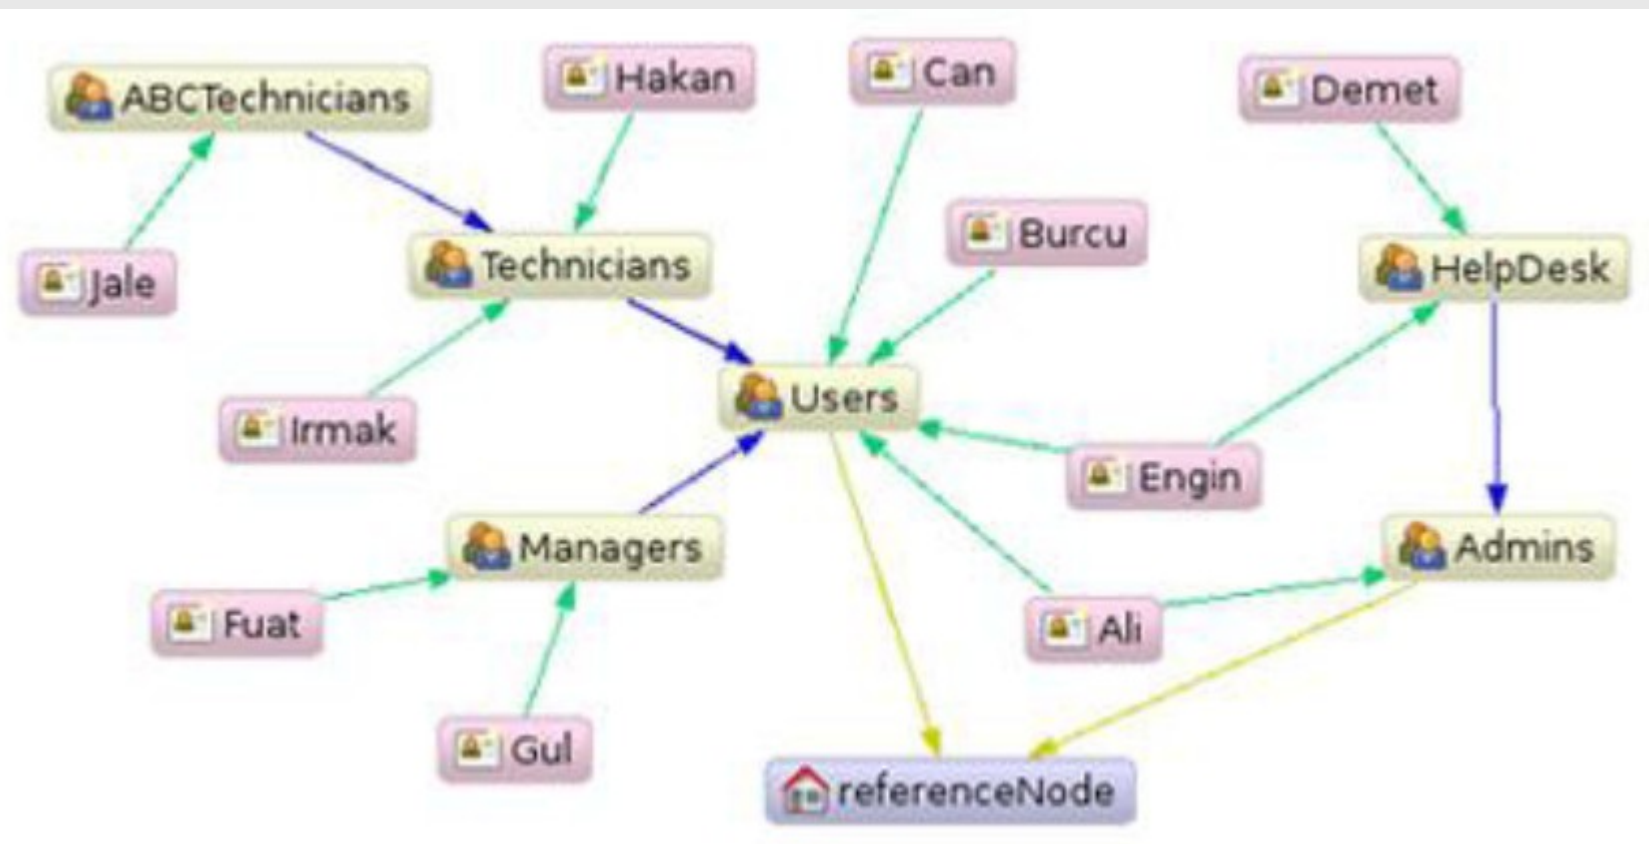 ABCTechnicians
Hakan
Can
Demet
Jale
Technicians
Burcu
HelpDesk
Irmak
Users
Engin
Managers
Admins
Fuat
Ali
Gul
referenceNode